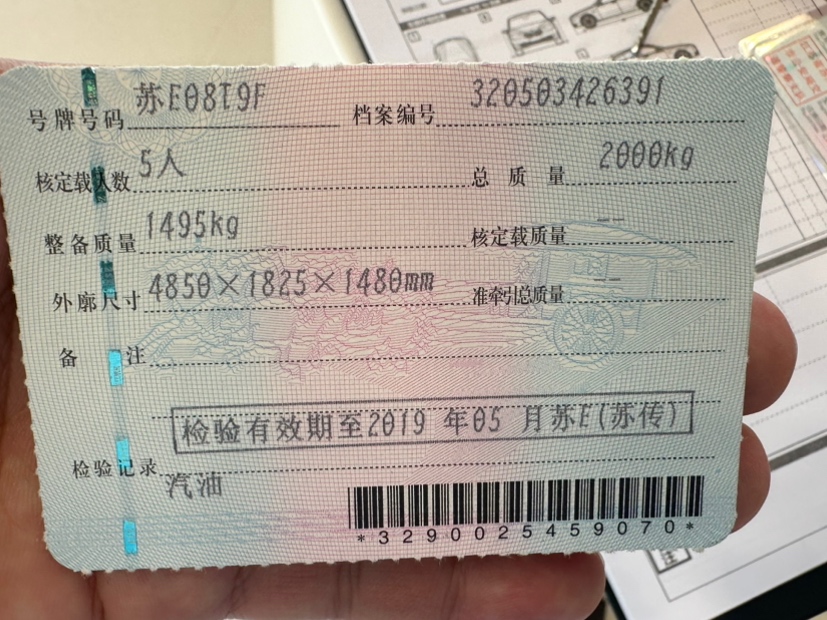 号牌号码 苏E08T9F 档案编号 320503426391
核定载人数 5人 总质量 2000kg
整备质量 1495kg 核定载质量 --
外廓尺寸 4850×1825×1480mm 准牵引总质量 --
备注
检验有效期至2019 年05 月苏E(苏传)
检验记录
汽油
*3290025459070*